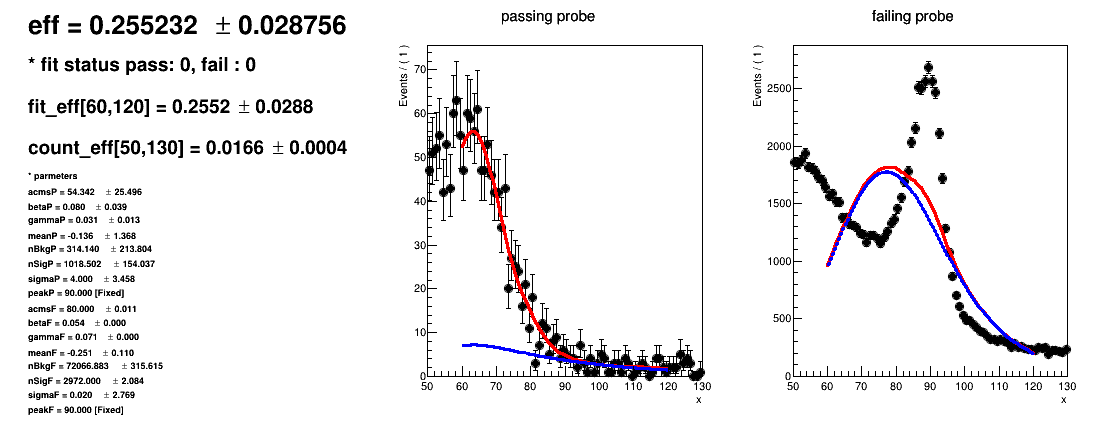 eff = 0.255232 ± 0.028756
* fit status pass: 0, fail : 0
fit_eff[60,120] = 0.2552 ± 0.0288
count_eff[50,130] = 0.0166 ± 0.0004
* parmeters
acmsP = 54.342 ± 25.496
betaP = 0.080 ± 0.039
gammaP = 0.031 ± 0.013
meanP = -0.136 ± 1.368
nBkgP = 314.140 ± 213.804
nSigP = 1018.502 ± 154.037
sigmaP = 4.000 ± 3.458
peakP = 90.000 [Fixed]
acmsF = 80.000 ± 0.011
betaF = 0.054 ± 0.000
gammaF = 0.071 ± 0.000
meanF = -0.251 ± 0.110
nBkgF = 72066.883 ± 315.615
nSigF = 2972.000 ± 2.084
sigmaF = 0.020 ± 2.769
peakF = 90.000 [Fixed]
passing probe
Events / ( 1 )
70
60
50
40
30
20
10
0
50 60 70 80 90 100 110 120 130
x
failing probe
Events / ( 1 )
2500
2000
1500
1000
500
0
50 60 70 80 90 100 110 120 130
x